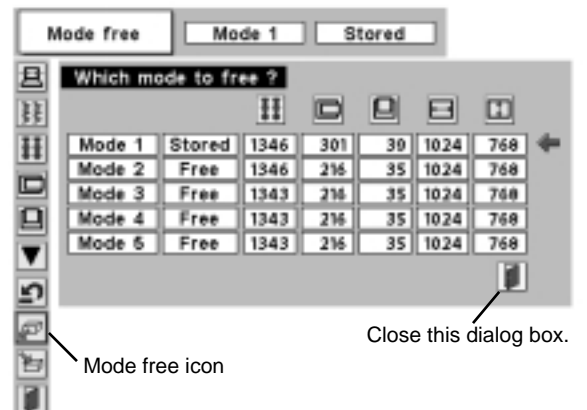 Mode free Mode 1 Stored
Which mode to free ?
Mode 1 Stored 1346 301 39 1024 768
Mode 2 Free 1346 216 35 1024 768
Mode 3 Free 1343 216 35 1024 768
Mode 4 Free 1343 216 35 1024 768
Mode 5 Free 1343 216 35 1024 768
Close this dialog box.
Mode free icon